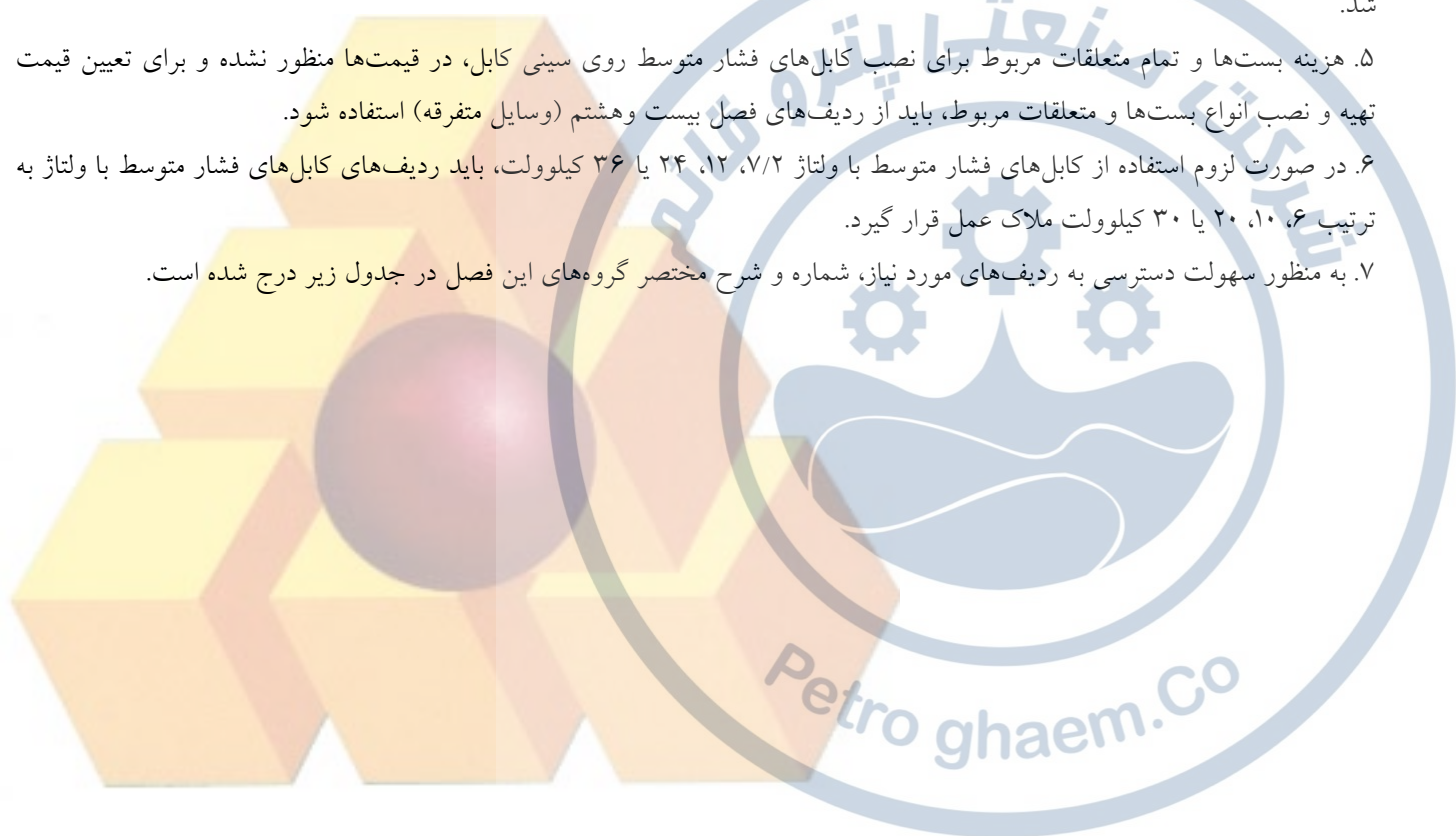 شد.
۵. هزینه بست‌ها و تمام متعلقات مربوط برای نصب کابل‌های فشار متوسط روی سینی کابل، در قیمت‌ها منظور نشده و برای تعیین قیمت
تهیه و نصب انواع بست‌ها و متعلقات مربوط، باید از ردیف‌های فصل بیست وهشتم (وسایل متفرقه) استفاده شود.
۶. در صورت لزوم استفاده از کابل‌های فشار متوسط با ولتاژ ۷/۲، ۱۲، ۲۴ یا ۳۶ کیلوولت، باید ردیف‌های کابل‌های فشار متوسط با ولتاژ به
ترتیب ۶، ۱۰، ۲۰ یا ۳۰ کیلوولت ملاک عمل قرار گیرد.
۷. به منظور سهولت دسترسی به ردیف‌های مورد نیاز، شماره و شرح مختصر گروه‌های این فصل در جدول زیر درج شده است.
شرکت صنعتی پترو قائم
Petro ghaem.Co